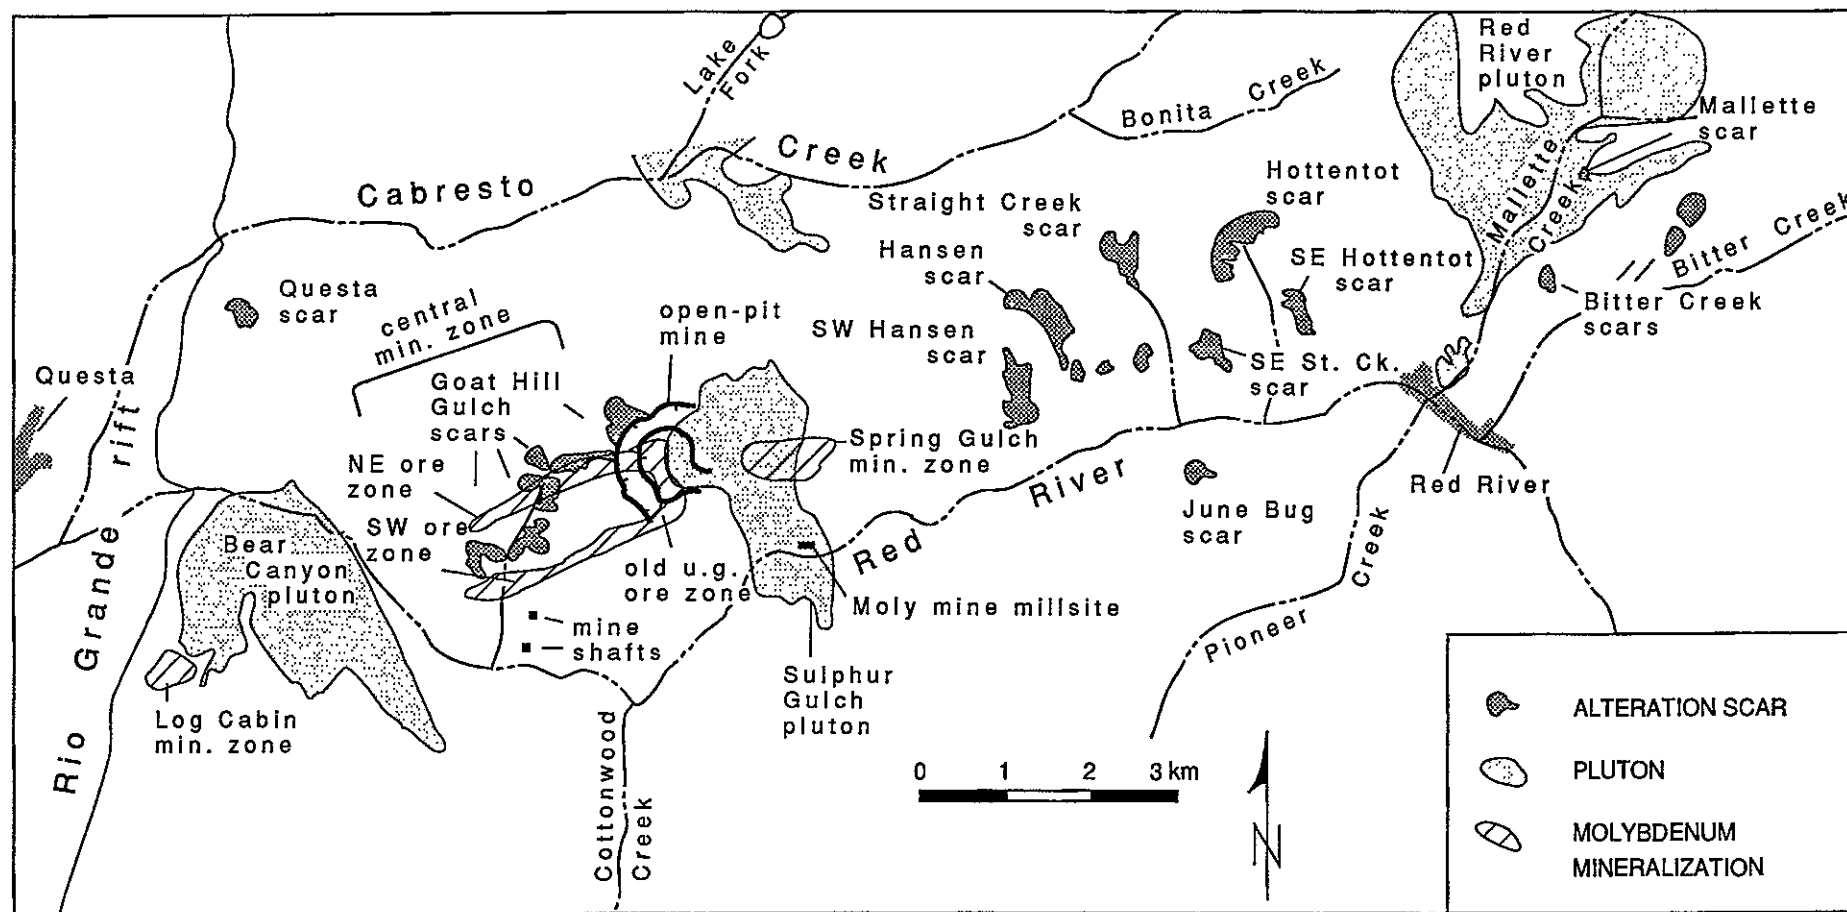 Lake
Fork
Red
River
pluton
Bonita Creek
Mallette
scar
Cabresto Creek
Mallette
Creek
Hottentot
scar
Straight Creek
scar
Hansen
scar
SE Hottentot
scar
Bitter Creek
Bitter Creek
scars
Questa
scar
central
min. zone
open-pit
mine
SW Hansen
scar
SE St. Ck.
scar
Questa
Goat Hill
Gulch
scars
Spring Gulch
min. zone
NE ore
zone
SW ore
zone
Red River
Red River
June Bug
scar
Rio Grande rift
Bear
Canyon
pluton
old u.g.
ore zone
Moly mine millsite
mine
shafts
Pioneer Creek
Sulphur
Gulch
pluton
Log Cabin
min. zone
Cottonwood
Creek
0 1 2 3 km
N
ALTERATION SCAR
PLUTON
MOLYBDENUM
MINERALIZATION